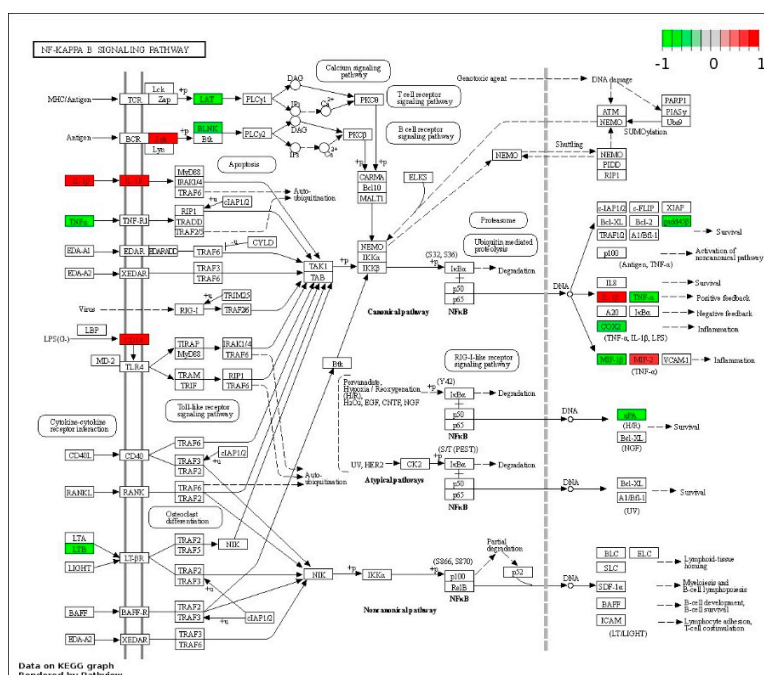 NF-KAPPA B SIGNALING PATHWAY
-1 0 1
Calcium signaling pathway
T cell receptor signaling pathway
B cell receptor signaling pathway
MHC/Antigen
TCR
Lck
Zap
+p
LAT
PLCγ1
DAG
IP3
Ca2+
PKCθ
Genotoxic agent
DNA damage
ATM
NEMO
PARP1
PIASγ
Ubc9
SUMOylation
Antigen
BCR
Lyn
+p
BLNK
Btk
PLCγ2
DAG
IP3
Ca2+
PKCβ
+p
+p
Shuttling
NEMO
NEMO
PIDD
RIP1
Apoptosis
MyD88
IRAK1/4
TRAF6
Auto-ubiquitination
CARMA
Bcl10
MALT1
ELKS
TNFα
TNF-R1
RIP1
TRADD
TRAF2/5
+u
cIAP1/2
Proteasome
Ubiquitin mediated proteolysis
c-IAP1/2
c-FLIP
XIAP
Bcl-XL
Bcl-2
TRAF1/2
A1/Bfl-1
Survival
EDA-A1
EDAR
EDARADD
TRAF6
+u
CYLD
EDA-A2
XEDAR
TRAF3
TRAF6
TAK1
TAB
+p
NEMO
IKKα
IKKβ
Canonical pathway
(S32, S36)
+p
IκBα
p50
p65
NFκB
Degradation
DNA
p100
(Antigen, TNF-α)
Activation of noncanonical pathway
IL8
Survival
TNF-α
Positive feedback
A20
IκBα
Negative feedback
COX2
Inflammation
(TNF-α, IL-1β, LPS)
MIP-1β
MIP-2
VCAM-1
Inflammation
(TNF-α)
Virus
RIG-I
+u
TRIM25
TRAF2/6
LBP
LPS(G-)
MD-2
TLR4
TIRAP
MyD88
IRAK1/4
TRAF6
TRAM
TRIF
RIP1
TRAF6
Toll-like receptor signaling pathway
Cytokine-cytokine receptor interaction
Btk
RIG-I-like receptor signaling pathway
Pervanadate,
Hypoxia / Reoxygenation
(H/R),
H2O2, EGF, CNTF, NGF
+p
(Y42)
IκBα
p50
p65
NFκB
Degradation
DNA
uPA
(H/R)
Bcl-XL
(NGF)
Survival
CD40L
CD40
TRAF6
TRAF3
TRAF2
+u
cIAP1/2
RANKL
RANK
TRAF6
TRAF2
Auto-ubiquitination
UV, HER2
CK2
+p
(S/T (PEST))
IκBα
p50
p65
NFκB
Atypical pathways
Degradation
DNA
Bcl-XL
A1/Bfl-1
(UV)
Survival
Osteoclast differentiation
LTA
LTB
LIGHT
LT-βR
TRAF2
TRAF5
NIK
TRAF2
TRAF3
NIK
+p
IKKα
+p
(S866, S870)
p100
RelB
NFκB
Partial degradation
p52
DNA
Noncanonical pathway
BLC
ELC
SLC
Lymphoid-tissue homing
SDF-1α
Myelopiesis and B-cell lymphopoiesis
BAFF
B-cell development, B-cell survival
ICAM
Lymphocyte adhesion, T-cell costimulation
(LT/LIGHT)
BAFF
BAFF-R
TRAF2
TRAF3
+u
cIAP1/2
EDA-A2
XEDAR
TRAF3
TRAF6
Data on KEGG graph
Rendered by Pathview